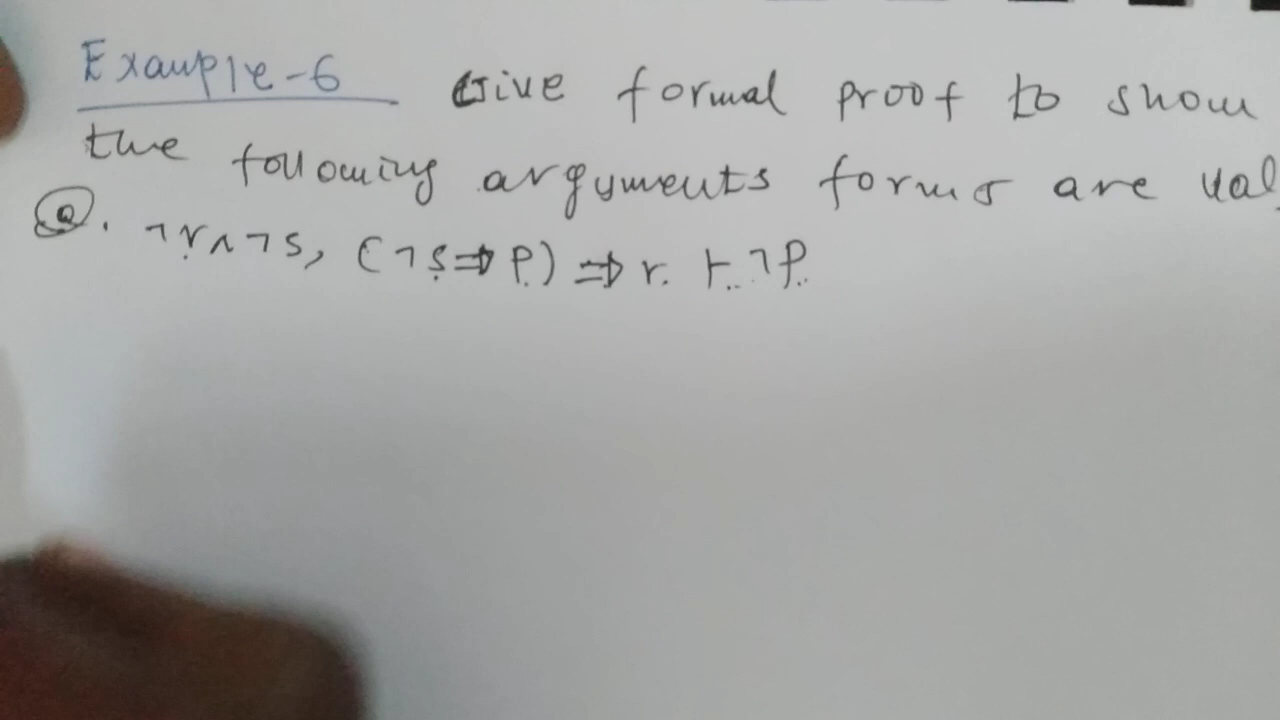 Example-6 Give formal proof to show
the following arguments forms are val
a. ¬r∧¬s, (¬s⇒P)⇒r. ⊢¬P